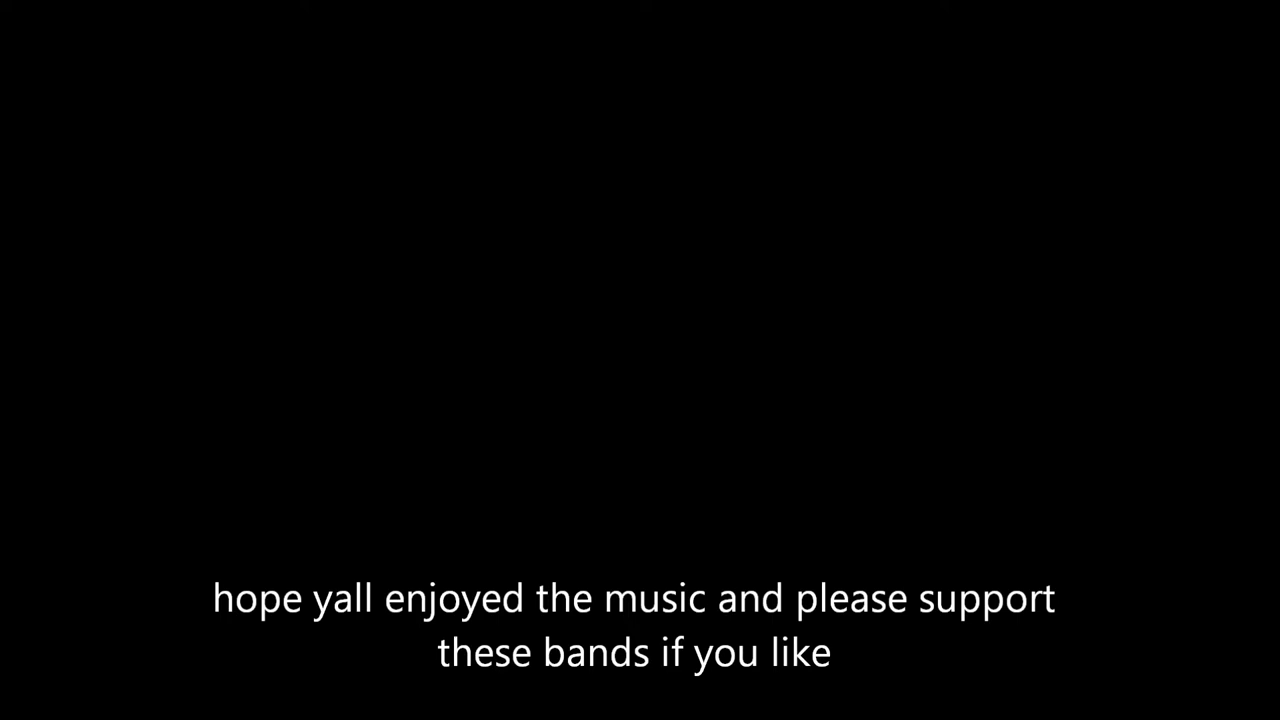 hope yall enjoyed the music and please support
these bands if you like